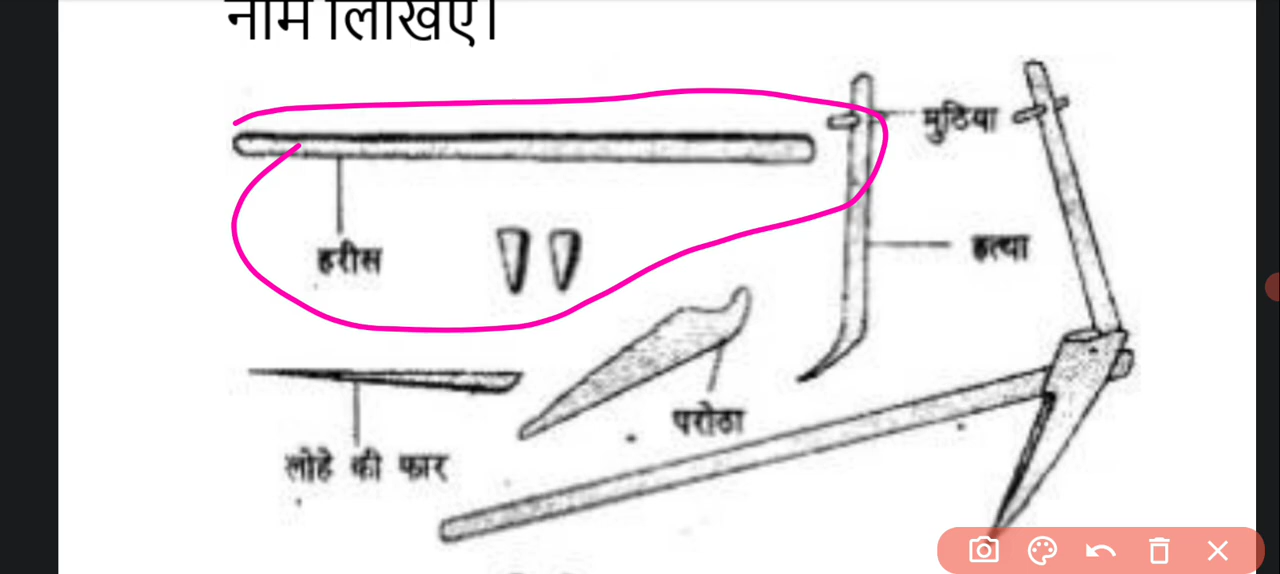 नाम लिखिए।
मुठिया
हरीस
हत्था
परोठा
लोहे की फार